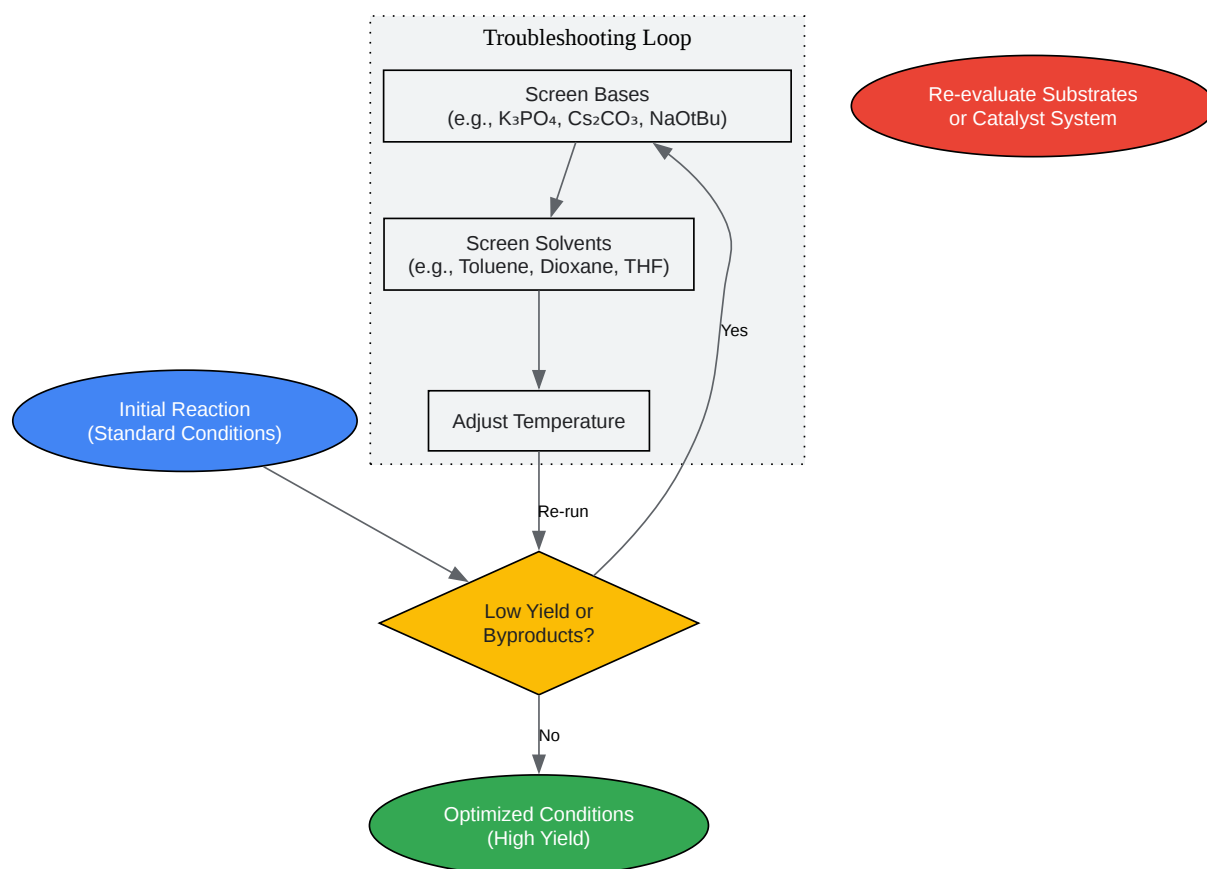 Troubleshooting Loop
Screen Bases
(e.g., K₃PO₄, Cs₂CO₃, NaOtBu)
Re-evaluate Substrates
or Catalyst System
Screen Solvents
(e.g., Toluene, Dioxane, THF)
Yes
Initial Reaction
(Standard Conditions)
Adjust Temperature
Re-run
Low Yield or
Byproducts?
No
Optimized Conditions
(High Yield)